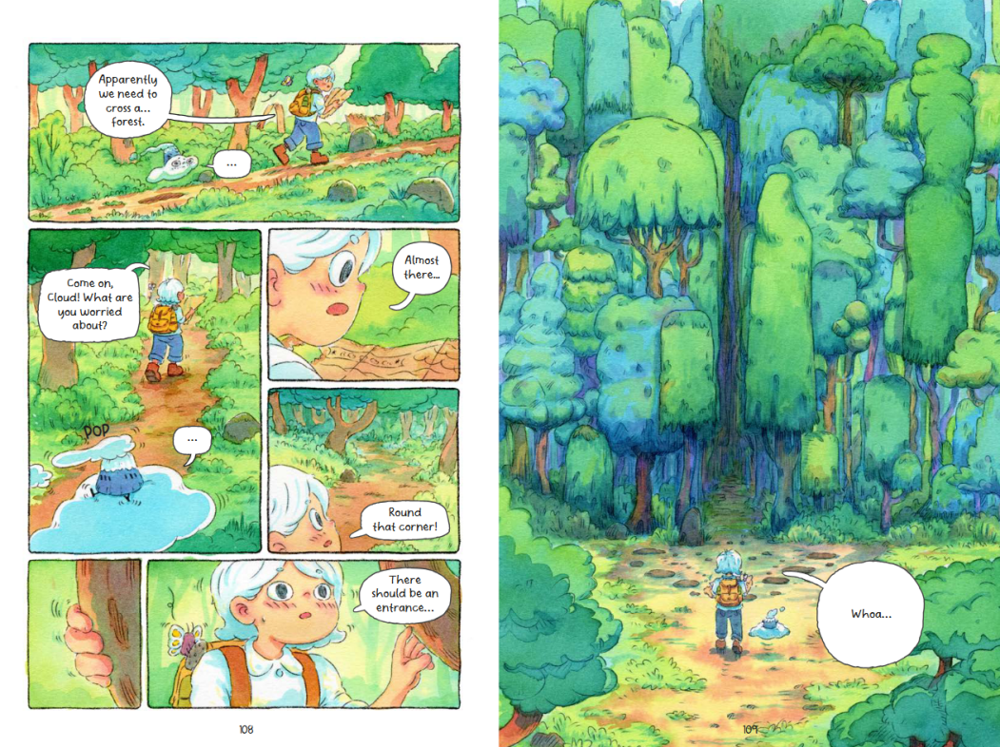 Apparently
we need to
cross a...
forest.
...
Come on,
Cloud! What are
you worried
about?
POP
...
Almost
there...
Round
that corner!
There
should be an
entrance...
108
Whoa...
109